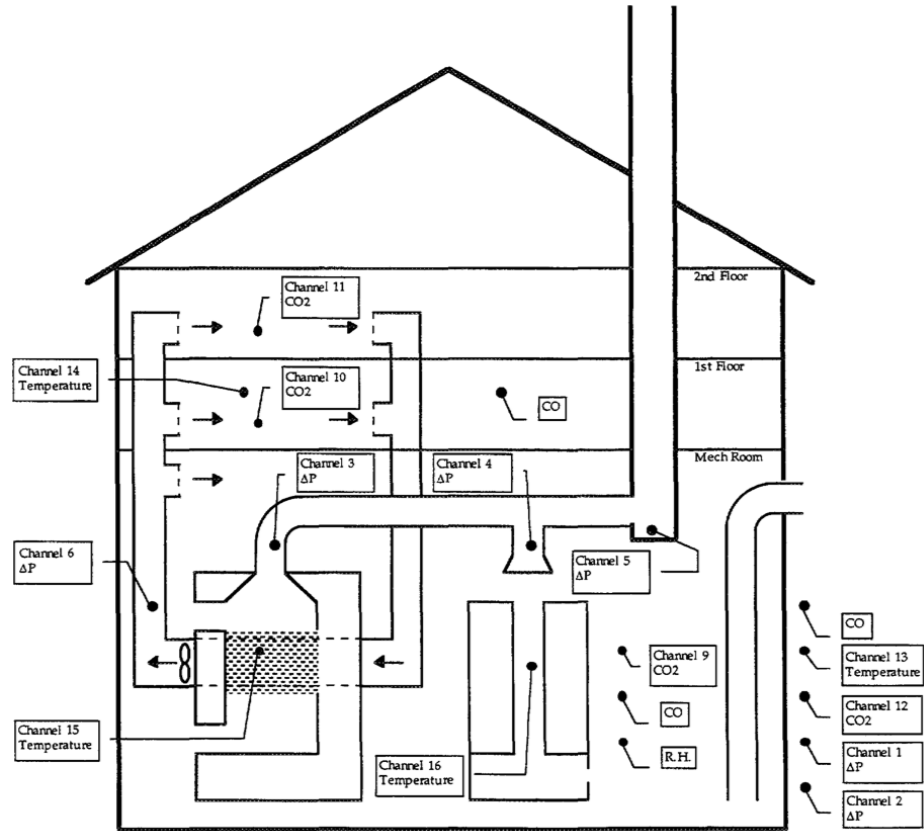 2nd Floor
Channel 11
CO2
1st Floor
Channel 14
Temperature
Channel 10
CO2
CO
Mech Room
Channel 3
ΔP
Channel 4
ΔP
Channel 6
ΔP
Channel 5
ΔP
CO
Channel 9
CO2
Channel 13
Temperature
CO
Channel 12
CO2
Channel 15
Temperature
R.H.
Channel 1
ΔP
Channel 16
Temperature
Channel 2
ΔP